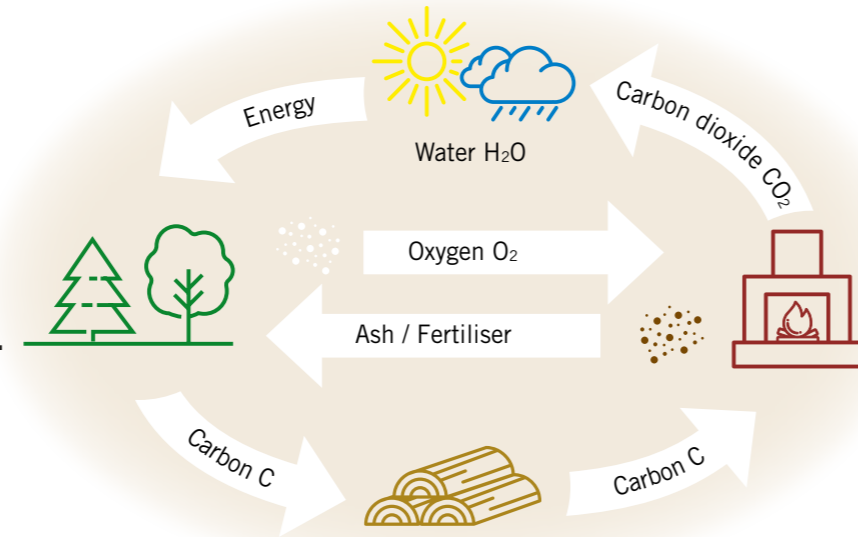 Energy
Carbon dioxide CO₂
Water H₂O
Oxygen O₂
Ash / Fertiliser
Carbon C
Carbon C